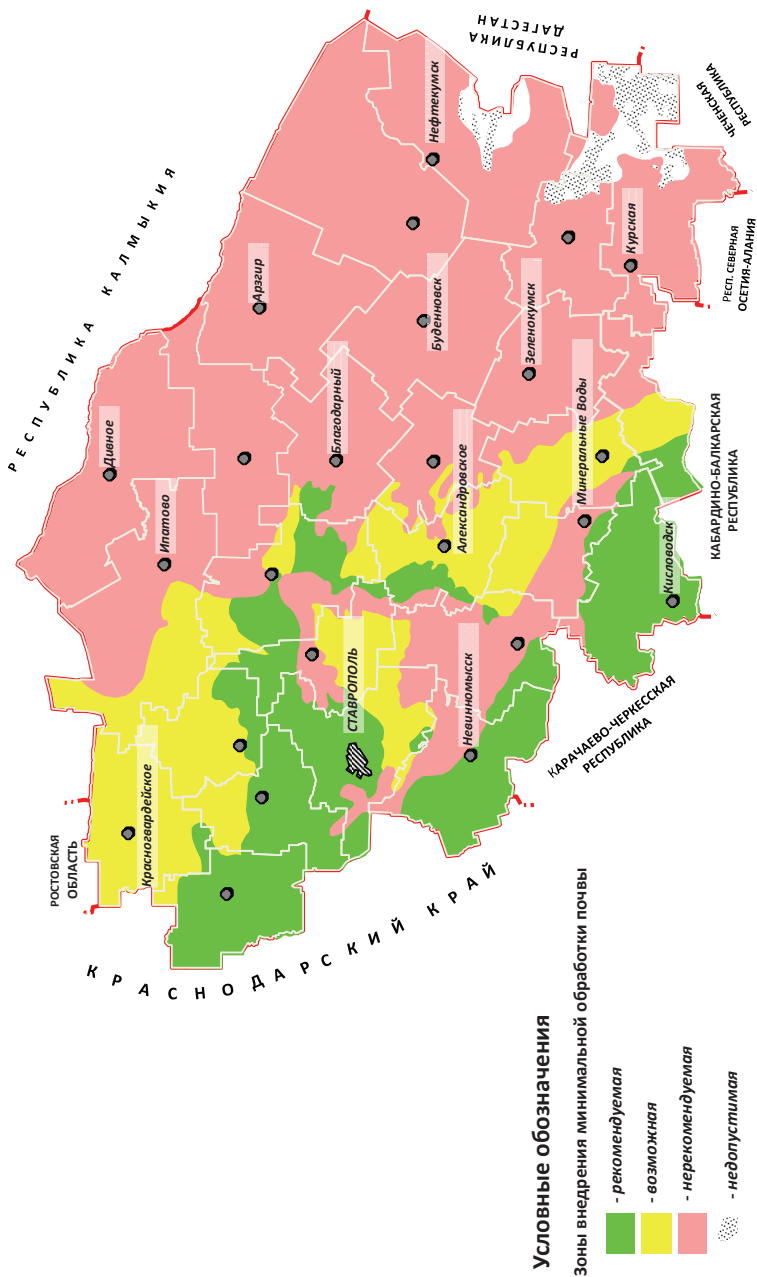 РОСТОВСКАЯ
ОБЛАСТЬ
РЕСПУБЛИКА КАЛМЫКИЯ
РЕСПУБЛИКА
ДАГЕСТАН
ЧЕЧЕНСКАЯ
РЕСПУБЛИКА
РЕСП. СЕВЕРНАЯ
ОСЕТИЯ-АЛАНИЯ
КАБАРДИНО-БАЛКАРСКАЯ
РЕСПУБЛИКА
КАРАЧАЕВО-ЧЕРКЕССКАЯ
РЕСПУБЛИКА
КРАСНОДАРСКИЙ КРАЙ
Красногвардейское
Ипатово
Дивное
Арзгир
Нефтекумск
СТАВРОПОЛЬ
Благодарный
Буденновск
Невинномысск
Александровское
Зеленокумск
Минеральные Воды
Курская
Кисловодск
Условные обозначения
Зоны внедрения минимальной обработки почвы
- рекомендуемая
- возможная
- нерекомендуемая
- недопустимая